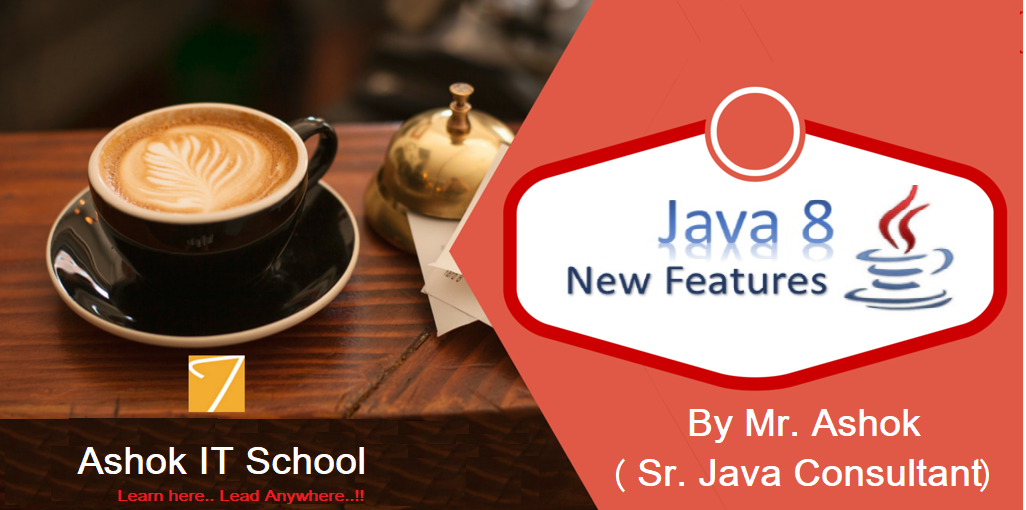 Java 8
New Features
By Mr. Ashok
( Sr. Java Consultant)
Ashok IT School
Learn here.. Lead Anywhere..!!